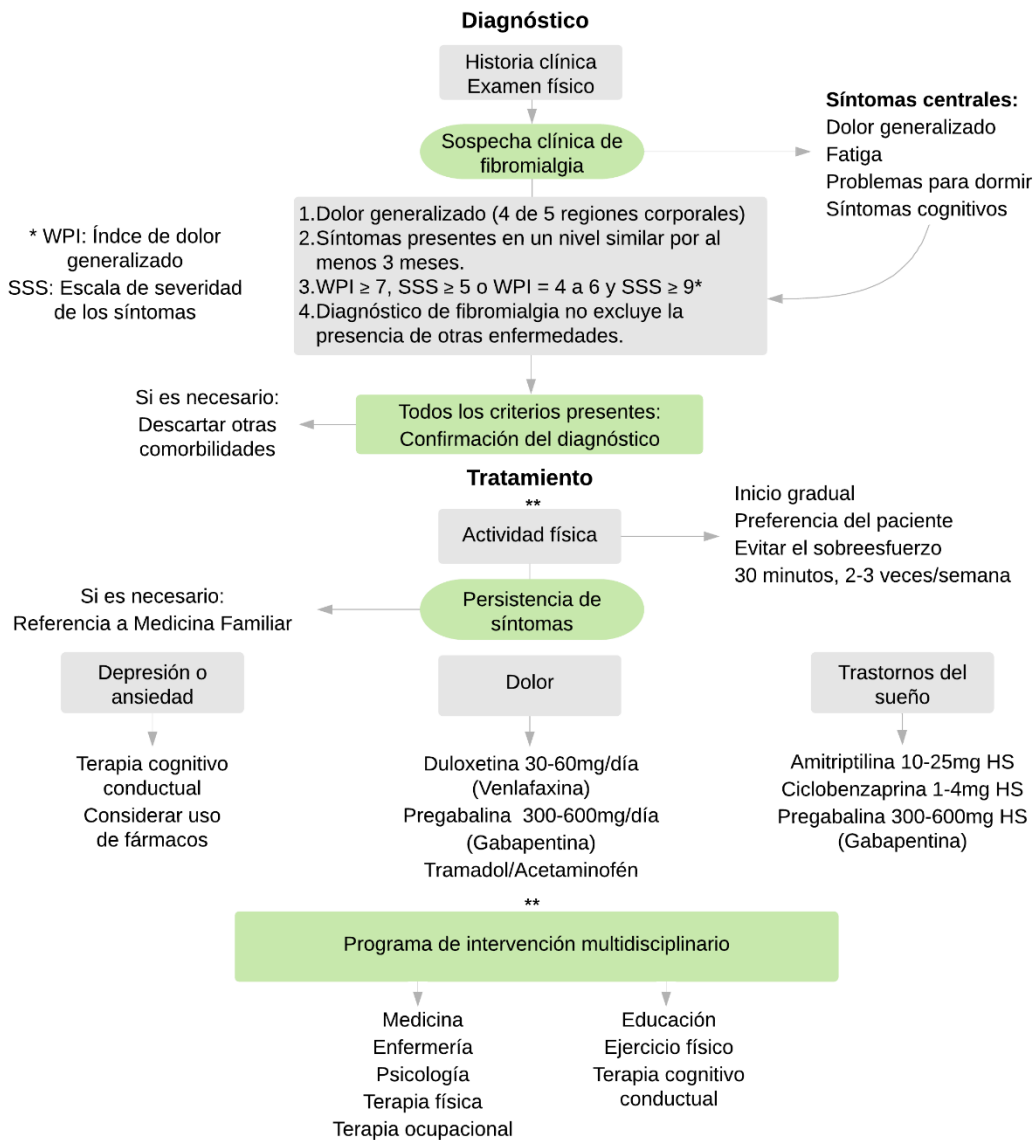 Diagnóstico
Historia clínica
Examen físico
Sospecha clínica de
fibromialgia
Síntomas centrales:
Dolor generalizado
Fatiga
Problemas para dormir
Síntomas cognitivos
* WPI: Índce de dolor
generalizado
SSS: Escala de severidad
de los síntomas
1.Dolor generalizado (4 de 5 regiones corporales)
2.Síntomas presentes en un nivel similar por al
menos 3 meses.
3.WPI ≥ 7, SSS ≥ 5 o WPI = 4 a 6 y SSS ≥ 9*
4.Diagnóstico de fibromialgia no excluye la
presencia de otras enfermedades.
Si es necesario:
Descartar otras
comorbilidades
Todos los criterios presentes:
Confirmación del diagnóstico
Tratamiento
**
Actividad física
Inicio gradual
Preferencia del paciente
Evitar el sobreesfuerzo
30 minutos, 2-3 veces/semana
Persistencia de
síntomas
Si es necesario:
Referencia a Medicina Familiar
Depresión o
ansiedad
Terapia cognitivo
conductual
Considerar uso
de fármacos
Dolor
Duloxetina 30-60mg/día
(Venlafaxina)
Pregabalina 300-600mg/día
(Gabapentina)
Tramadol/Acetaminofén
Trastornos del
sueño
Amitriptilina 10-25mg HS
Ciclobenzaprina 1-4mg HS
Pregabalina 300-600mg HS
(Gabapentina)
**
Programa de intervención multidisciplinario
Medicina
Enfermería
Psicología
Terapia física
Terapia ocupacional
Educación
Ejercicio físico
Terapia cognitivo
conductual